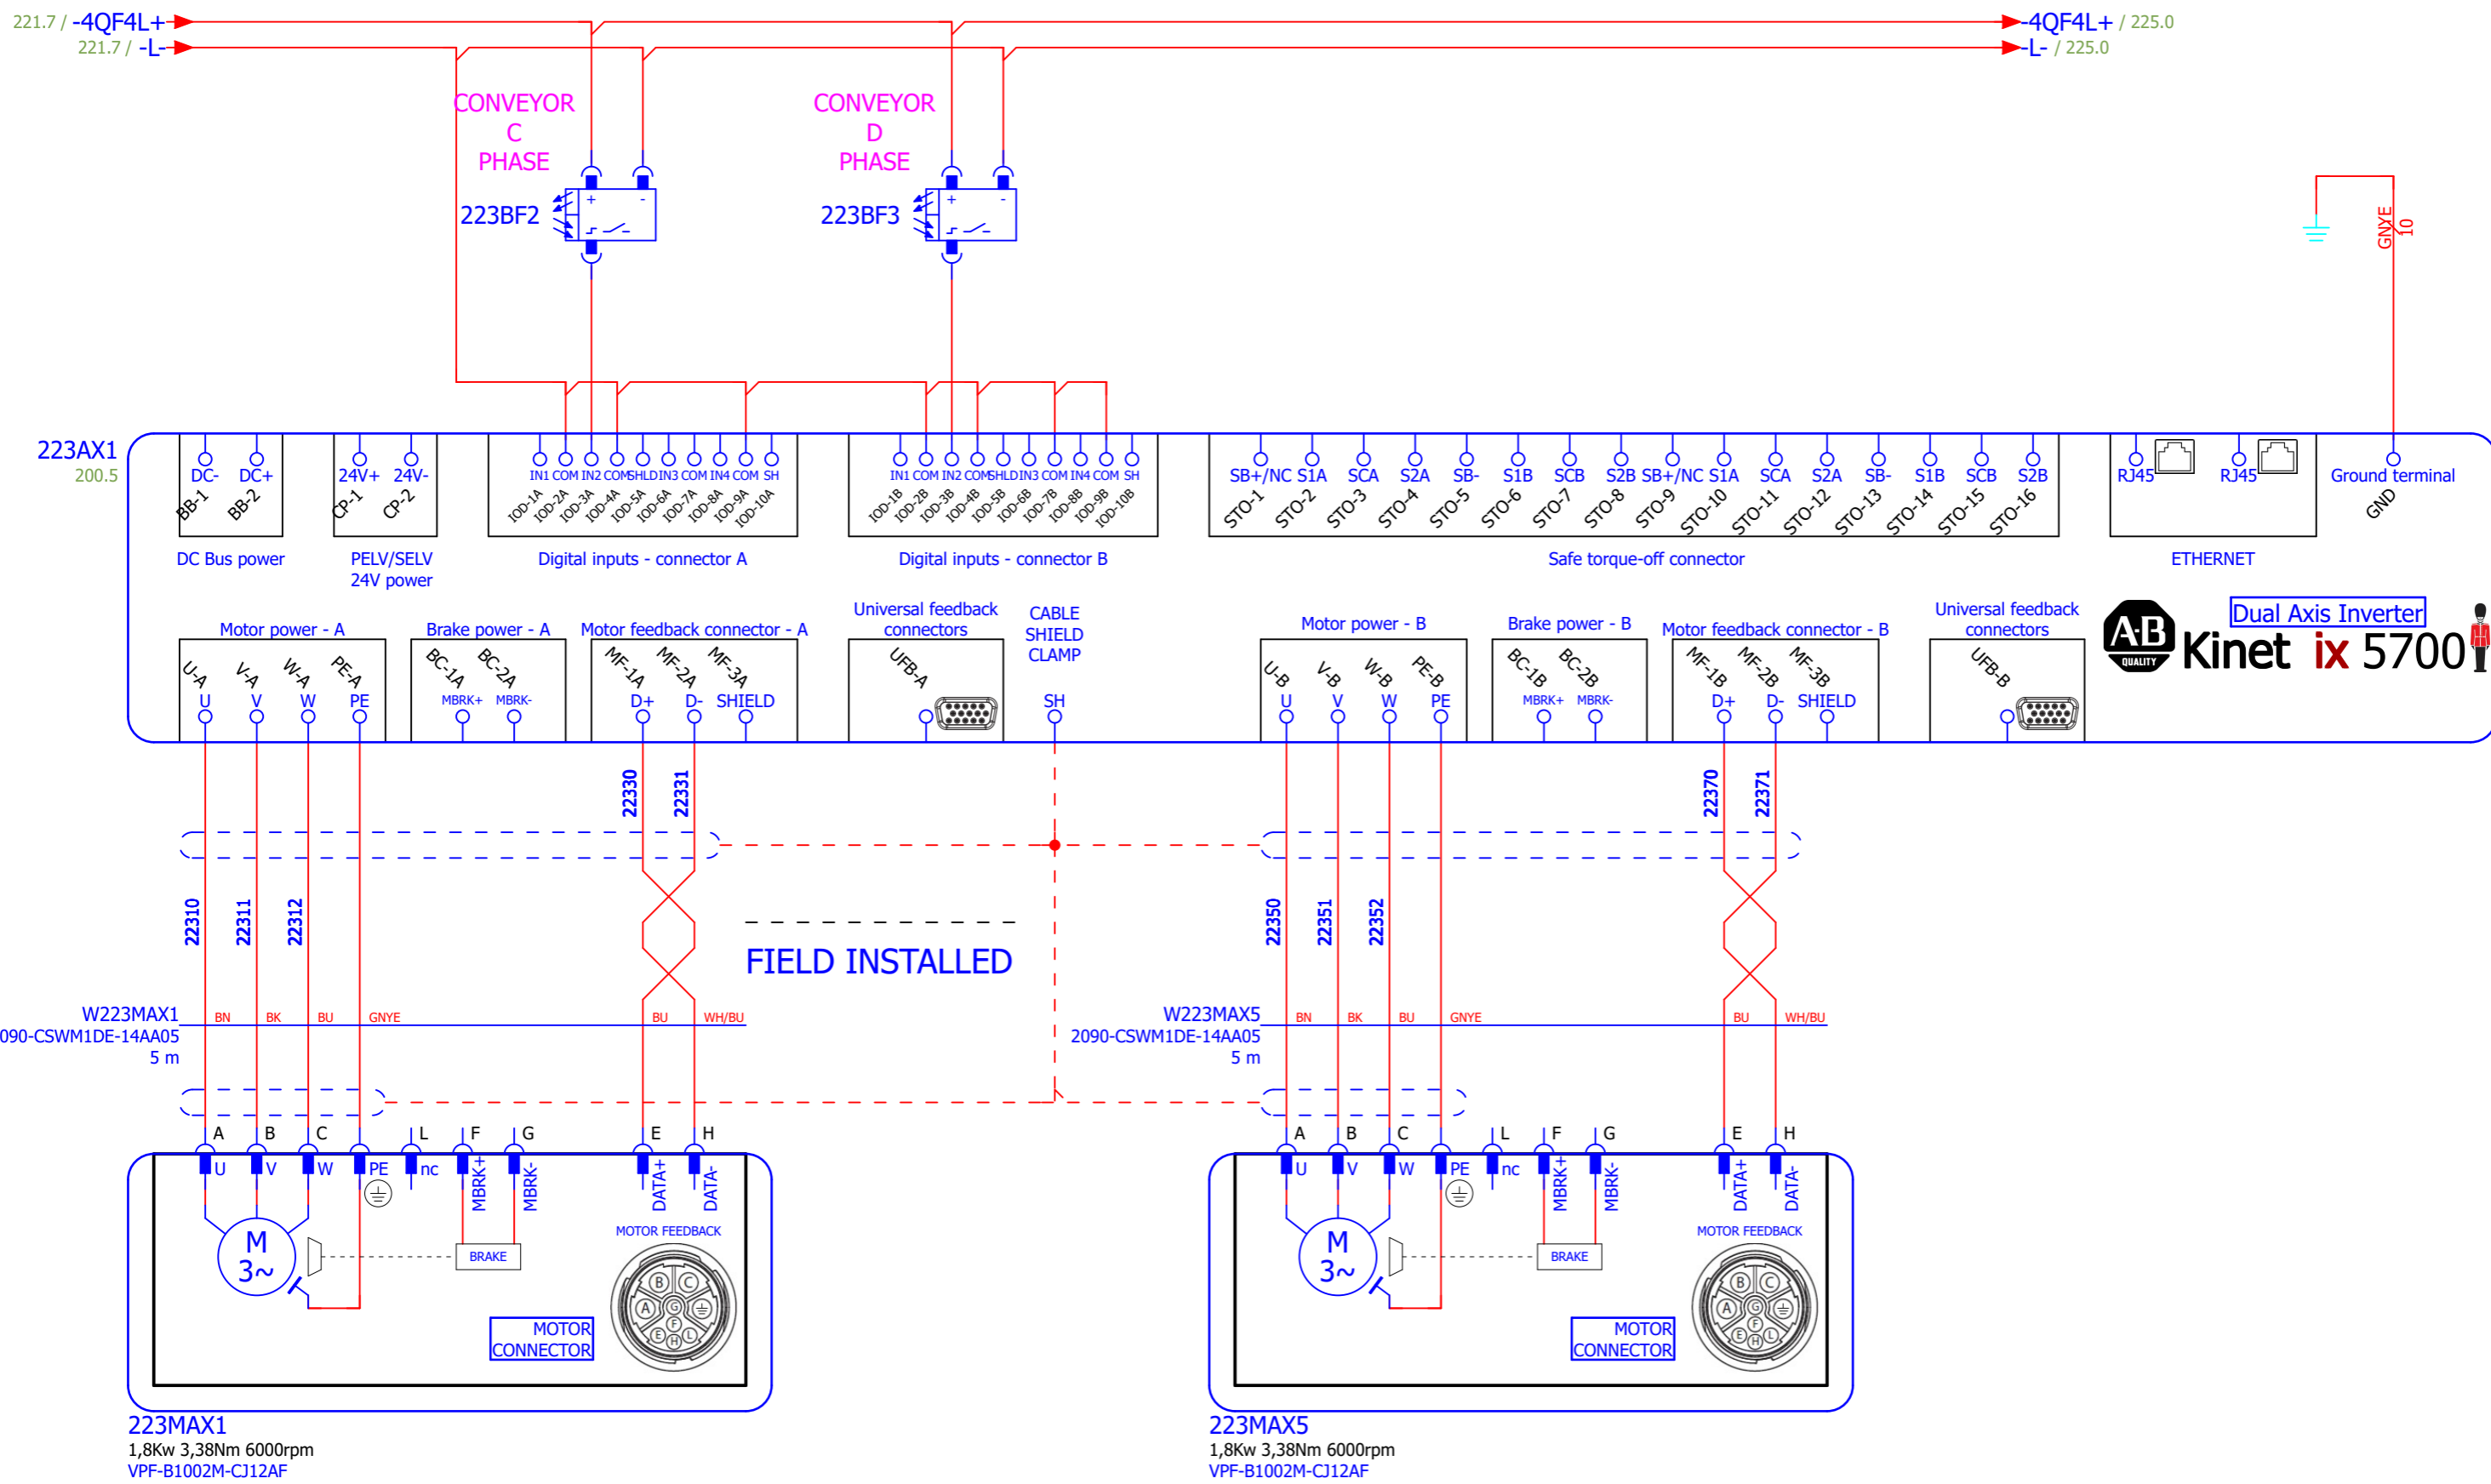 221.7 / -4QF4L+
-4QF4L+ / 225.0
221.7 / -L-
-L- / 225.0
CONVEYOR
C
PHASE
CONVEYOR
D
PHASE
223BF2
+ -
223BF3
+ -
GNYE
10
223AX1
200.5
DC- DC+
BB-1 BB-2
DC Bus power
24V+ 24V-
CP-1 CP-2
PELV/SELV
24V power
IN1 COM IN2 COM SHLD IN3 COM IN4 COM SH
IOD-1A IOD-2A IOD-3A IOD-4A IOD-5A IOD-6A IOD-7A IOD-8A IOD-9A IOD-10A
Digital inputs - connector A
IN1 COM IN2 COM SHLD IN3 COM IN4 COM SH
IOD-1B IOD-2B IOD-3B IOD-4B IOD-5B IOD-6B IOD-7B IOD-8B IOD-9B IOD-10B
Digital inputs - connector B
SB+/NC S1A SCA S2A SB- S1B SCB S2B SB+/NC S1A SCA S2A SB- S1B SCB S2B
STO-1 STO-2 STO-3 STO-4 STO-5 STO-6 STO-7 STO-8 STO-9 STO-10 STO-11 STO-12 STO-13 STO-14 STO-15 STO-16
Safe torque-off connector
RJ45 RJ45
ETHERNET
Ground terminal
GND
Motor power - A
U-A V-A W-A PE-A
U V W PE
Brake power - A
BC-1A BC-2A
MBRK+ MBRK-
Motor feedback connector - A
MF-1A MF-2A MF-3A
D+ D- SHIELD
Universal feedback
connectors
UFB-A
CABLE
SHIELD
CLAMP
SH
Motor power - B
U-B V-B W-B PE-B
U V W PE
Brake power - B
BC-1B BC-2B
MBRK+ MBRK-
Motor feedback connector - B
MF-1B MF-2B MF-3B
D+ D- SHIELD
Universal feedback
connectors
UFB-B
A-B
QUALITY
Dual Axis Inverter
Kinet ix 5700
22330 22331
22370 22371
22310 22311 22312
22350 22351 22352
FIELD INSTALLED
W223MAX1
090-CSWM1DE-14AA05
5 m
BN BK BU GNYE BU WH/BU
W223MAX5
2090-CSWM1DE-14AA05
5 m
BN BK BU GNYE BU WH/BU
A B C L F G E H
U V W PE nc MBRK+ MBRK- DATA+ DATA-
M
3~
BRAKE
MOTOR FEEDBACK
B C
A G
F
E H L
MOTOR
CONNECTOR
A B C L F G E H
U V W PE nc MBRK+ MBRK- DATA+ DATA-
M
3~
BRAKE
MOTOR FEEDBACK
B C
A G
F
E H L
MOTOR
CONNECTOR
223MAX1
1,8Kw 3,38Nm 6000rpm
VPF-B1002M-CJ12AF
223MAX5
1,8Kw 3,38Nm 6000rpm
VPF-B1002M-CJ12AF